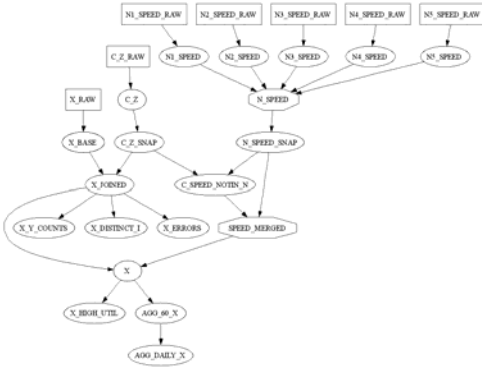 N1_SPEED_RAW N2_SPEED_RAW N3_SPEED_RAW N4_SPEED_RAW N5_SPEED_RAW
C_Z_RAW N1_SPEED N2_SPEED N3_SPEED N4_SPEED N5_SPEED
X_RAW C_Z N_SPEED
X_BASE C_Z_SNAP N_SPEED_SNAP
X_JOINED C_SPEED_NOTIN_N
X_Y_COUNTS X_DISTINCT_I X_ERRORS SPEED_MERGED
X
X_HIGH_UTIL AGG_60_X
AGG_DAILY_X